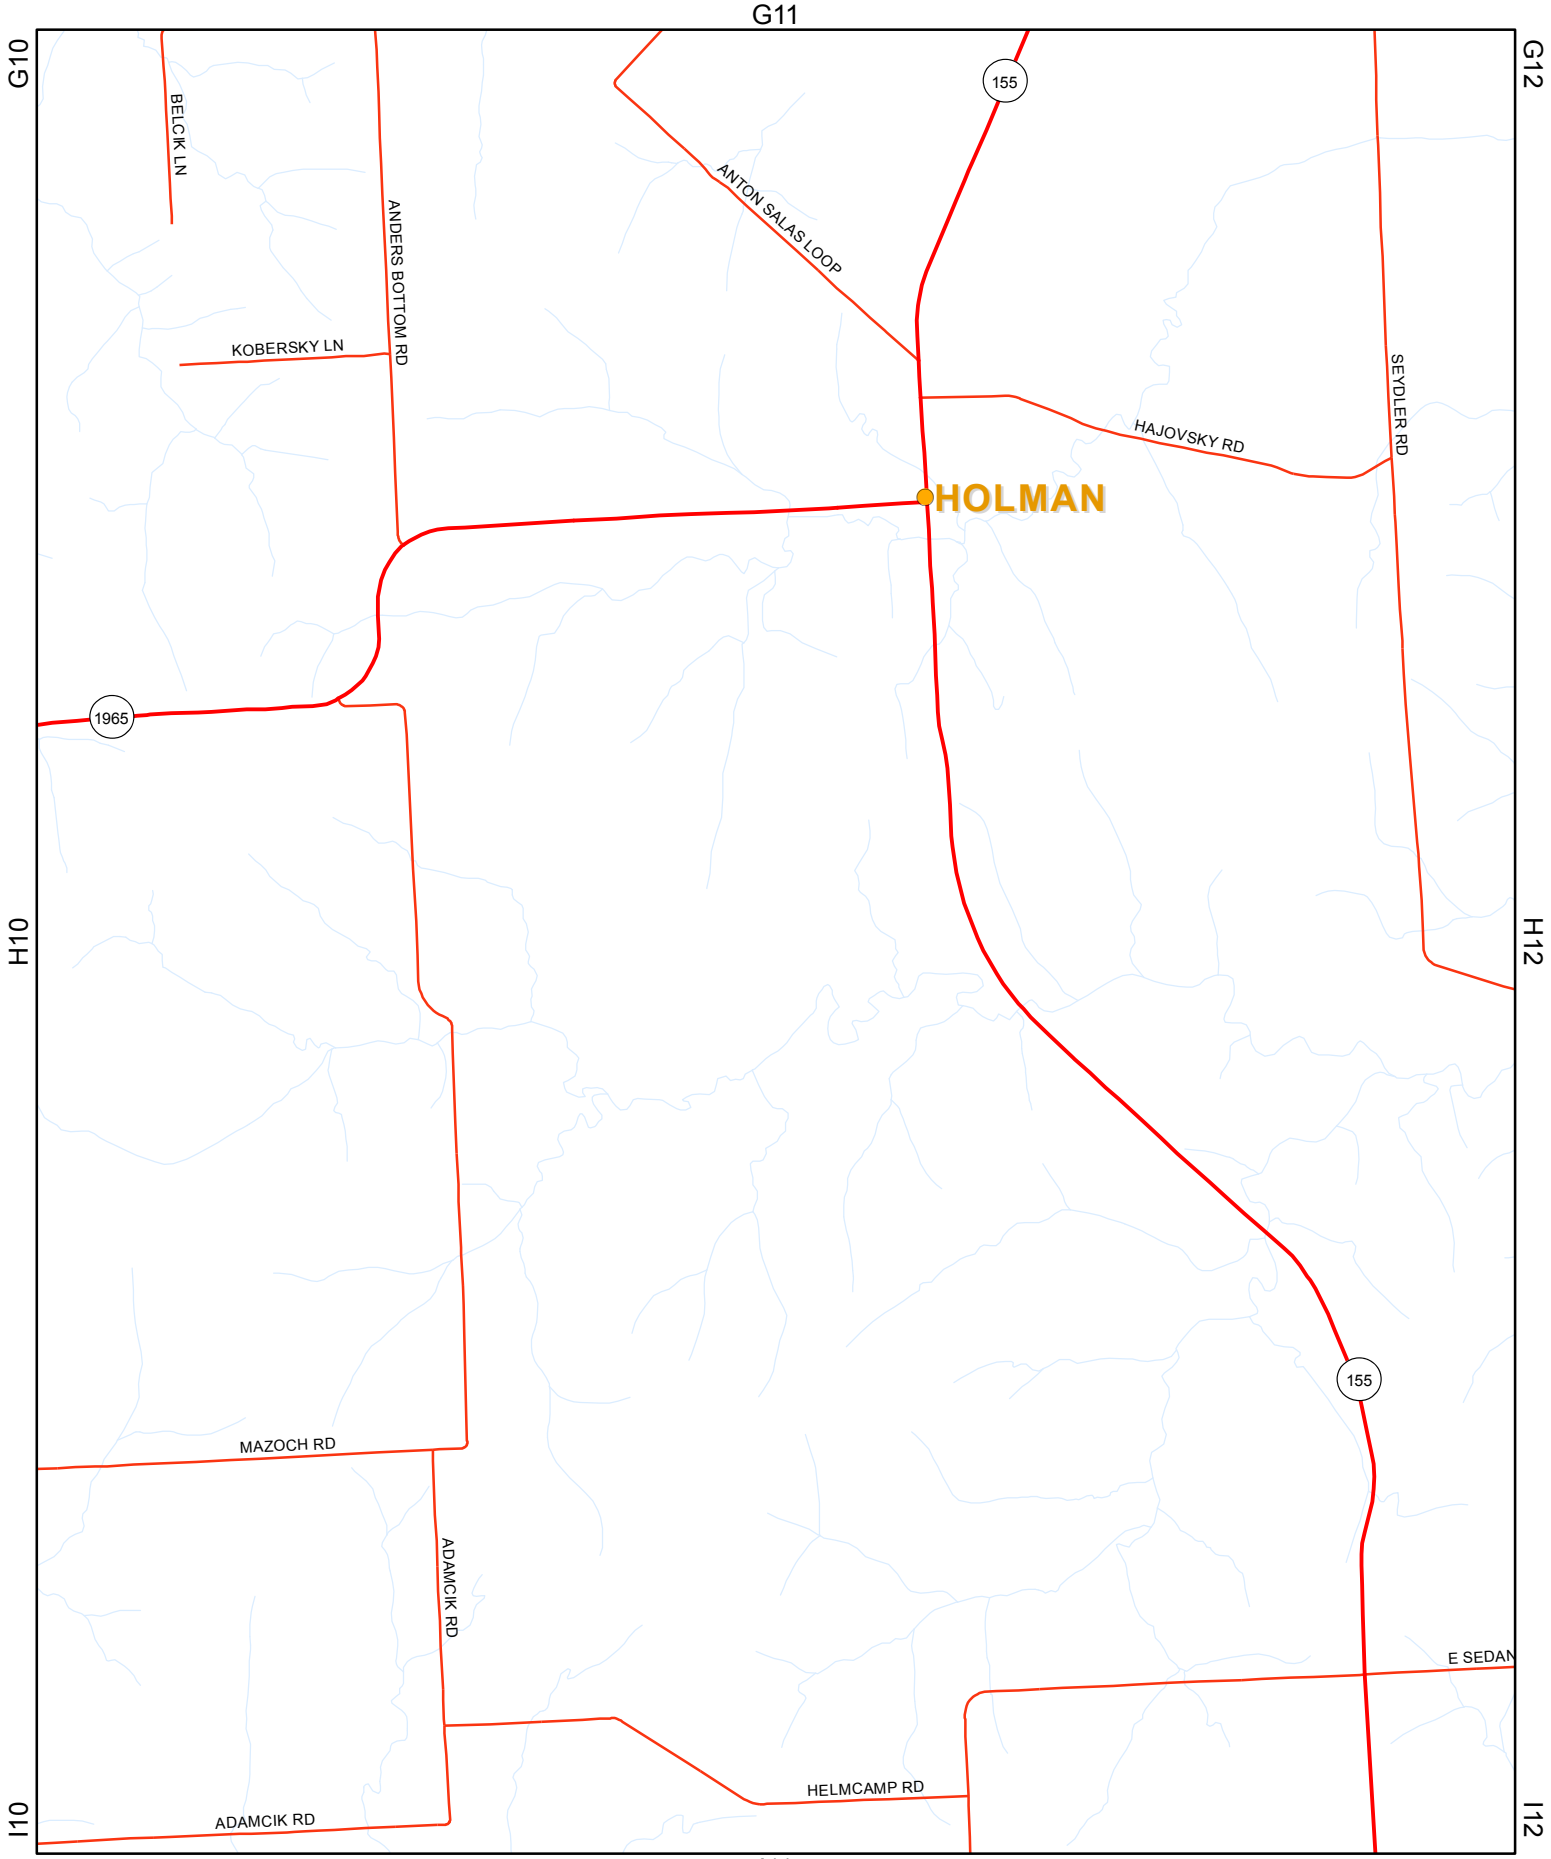 G11
G10
G12
155
BELCIK LN
ANTON SALAS LOOP
ANDERS BOTTOM RD
KOBERSKY LN
SEYDLER RD
HAJOVSKY RD
HOLMAN
1965
H10
H12
155
MAZOCH RD
ADAMCIK RD
E SEDAN
HELMCAMP RD
ADAMCIK RD
I10
I12